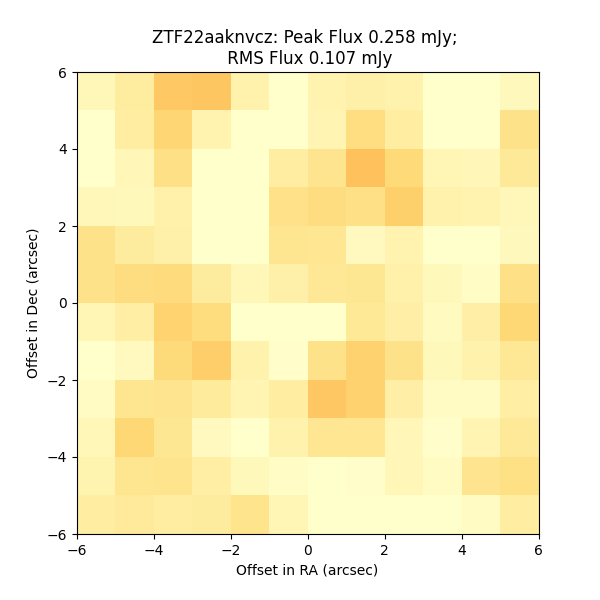 ZTF22aaknvcz: Peak Flux 0.258 mJy;
RMS Flux 0.107 mJy
6
4
2
0
−2
−4
−6
Offset in Dec (arcsec)
−6 −4 −2 0 2 4 6
Offset in RA (arcsec)